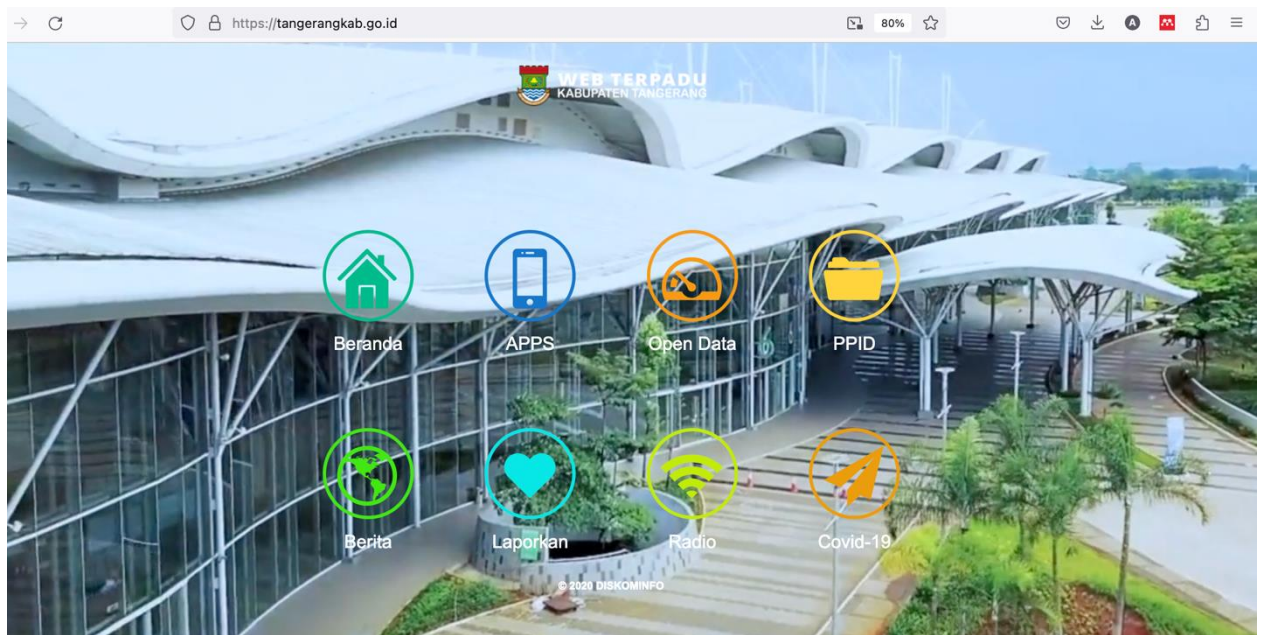 https://tangerangkab.go.id
80%
A
WEB TERPADU
KABUPATEN TANGERANG
Beranda
APPS
Open Data
PPID
Berita
Laporkan
Radio
Covid-19
© 2020 DISKOMINFO